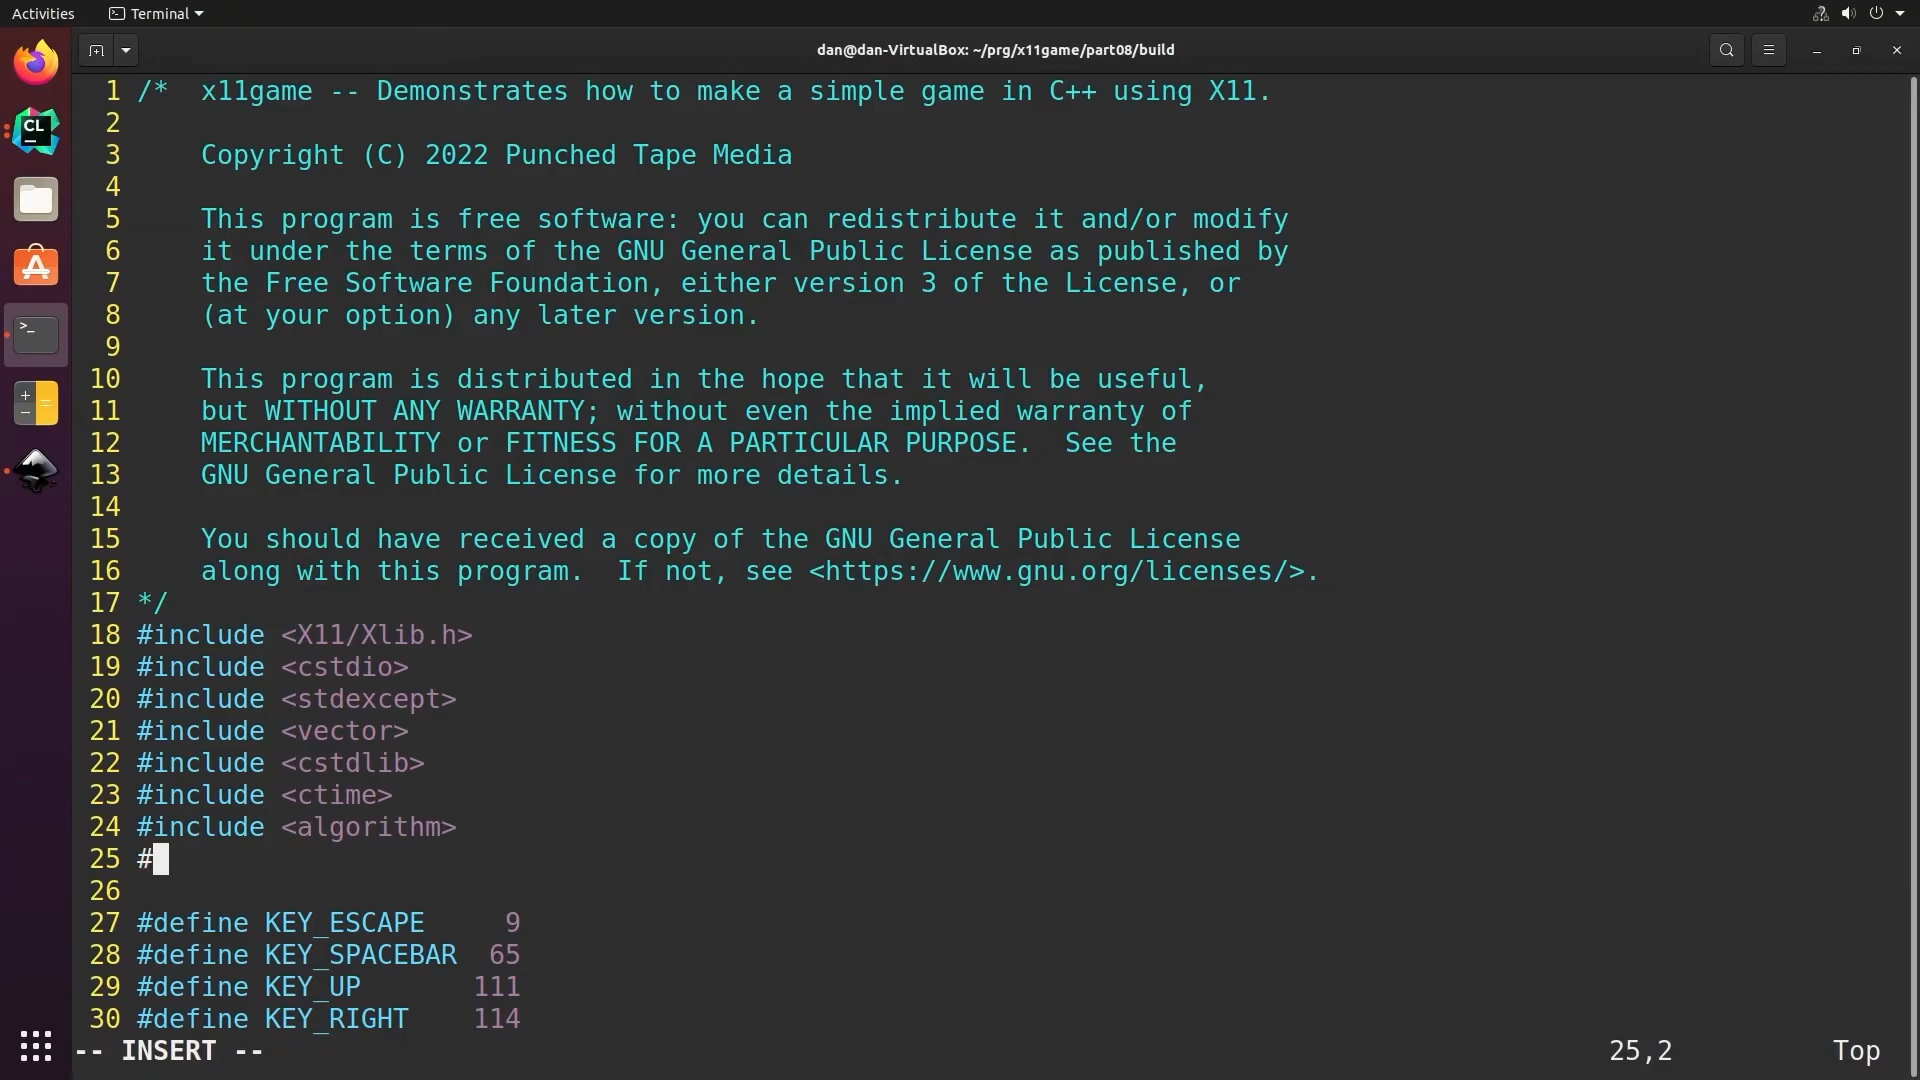 Activities Terminal
dan@dan-VirtualBox: ~/prg/x11game/part08/build
CL
1 /*  x11game -- Demonstrates how to make a simple game in C++ using X11.
2
3     Copyright (C) 2022 Punched Tape Media
4
5     This program is free software: you can redistribute it and/or modify
6     it under the terms of the GNU General Public License as published by
7     the Free Software Foundation, either version 3 of the License, or
8     (at your option) any later version.
9
10     This program is distributed in the hope that it will be useful,
11     but WITHOUT ANY WARRANTY; without even the implied warranty of
12     MERCHANTABILITY or FITNESS FOR A PARTICULAR PURPOSE.  See the
13     GNU General Public License for more details.
14
15     You should have received a copy of the GNU General Public License
16     along with this program.  If not, see <https://www.gnu.org/licenses/>.
17 */
18 #include <X11/Xlib.h>
19 #include <cstdio>
20 #include <stdexcept>
21 #include <vector>
22 #include <cstdlib>
23 #include <ctime>
24 #include <algorithm>
25 #
26
27 #define KEY_ESCAPE     9
28 #define KEY_SPACEBAR  65
29 #define KEY_UP       111
30 #define KEY_RIGHT    114
-- INSERT -- 25,2 Top